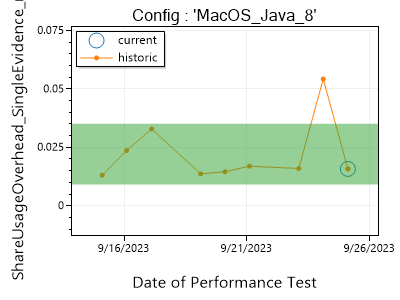 Config : 'MacOS_Java_8'
current
historic
0.075
0.05
0.025
0
ShareUsageOverhead_SingleEvidence_
9/16/2023
9/21/2023
9/26/2023
Date of Performance Test